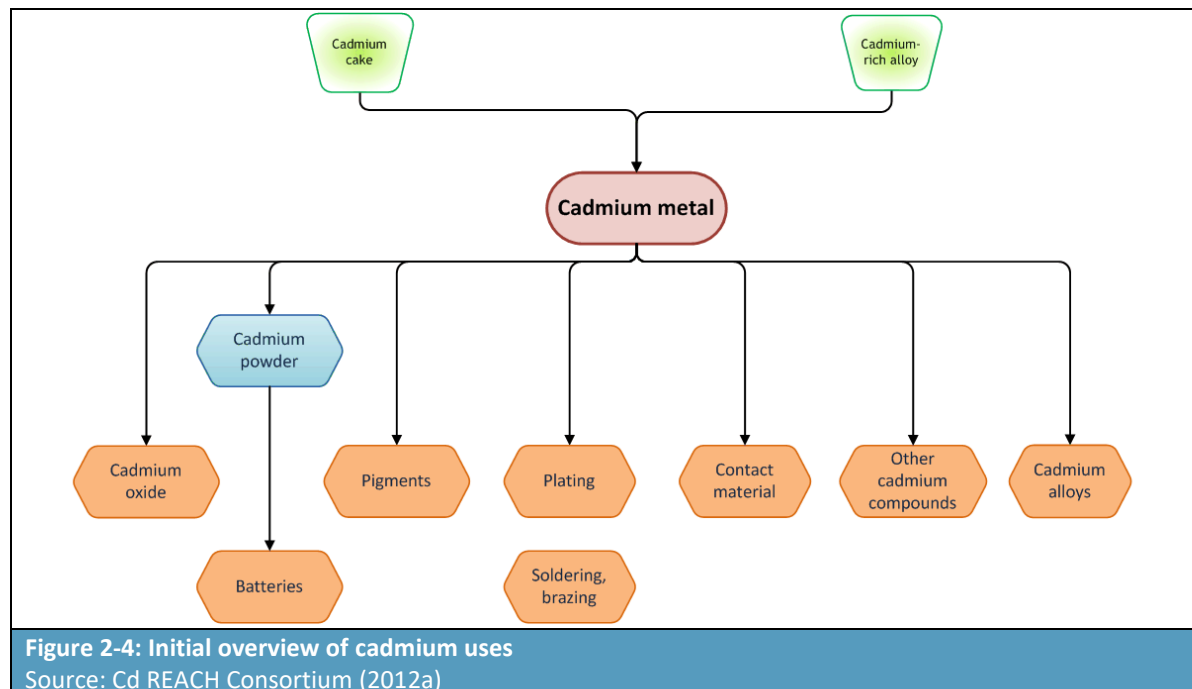 Cadmium
cake
Cadmium-
rich alloy
Cadmium metal
Cadmium
powder
Cadmium
oxide
Pigments
Plating
Contact
material
Other
cadmium
compounds
Cadmium
alloys
Batteries
Soldering,
brazing
Figure 2-4: Initial overview of cadmium uses
Source: Cd REACH Consortium (2012a)